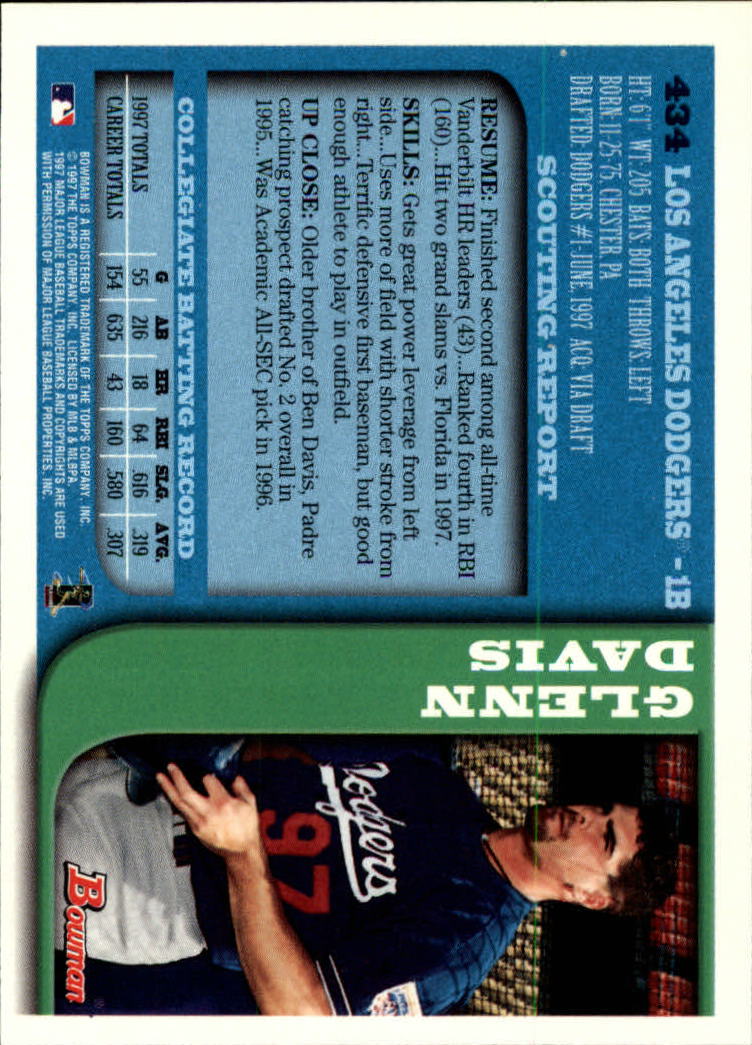 434 LOS ANGELES DODGERS® - 1B
HT: 6'1" WT: 205 BATS: BOTH THROWS: LEFT
BORN: 11-25-75, CHESTER, PA
DRAFTED: DODGERS #1-JUNE, 1997 ACQ: VIA DRAFT
SCOUTING REPORT
RESUME: Finished second among all-time
Vanderbilt HR leaders (43)...Ranked fourth in RBI
(160)...Hit two grand slams vs. Florida in 1997.
SKILLS: Gets great power leverage from left
side...Uses more of field with shorter stroke from
right...Terrific defensive first baseman, but good
enough athlete to play in outfield.
UP CLOSE: Older brother of Ben Davis, Padre
catching prospect drafted No. 2 overall in
1995... Was Academic All-SEC pick in 1996.
COLLEGIATE BATTING RECORD
G AB HR RBI SLG. AVG.
1997 TOTALS 55 216 18 64 .616 .319
CAREER TOTALS 154 635 43 160 .580 .307
BOWMAN IS A REGISTERED TRADEMARK OF THE TOPPS COMPANY, INC.
© 1997 THE TOPPS COMPANY, INC. LICENSED BY MLB & MLBPA
1997 MAJOR LEAGUE BASEBALL TRADEMARKS AND COPYRIGHTS ARE USED
WITH PERMISSION OF MAJOR LEAGUE BASEBALL PROPERTIES, INC.
GLENN
DAVIS
Dodgers
97
Bowman®